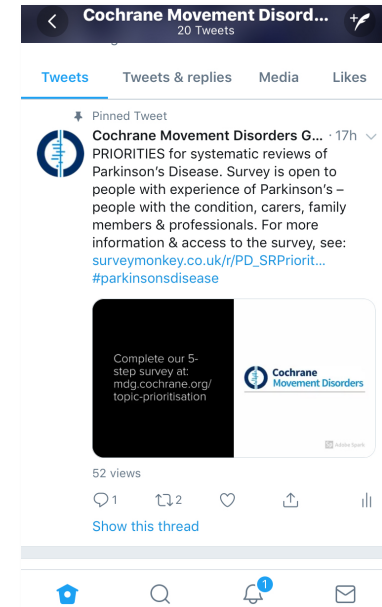 Cochrane Movement Disord...
20 Tweets
Tweets Tweets & replies Media Likes
Pinned Tweet
Cochrane Movement Disorders G... · 17h
PRIORITIES for systematic reviews of
Parkinson's Disease. Survey is open to
people with experience of Parkinson's –
people with the condition, carers, family
members & professionals. For more
information & access to the survey, see:
surveymonkey.co.uk/r/PD_SRPriorit...
#parkinsonsdisease
Complete our 5-
step survey at:
mdg.cochrane.org/
topic-prioritisation
Cochrane
Movement Disorders
Adobe Spark
52 views
1 2
Show this thread
1